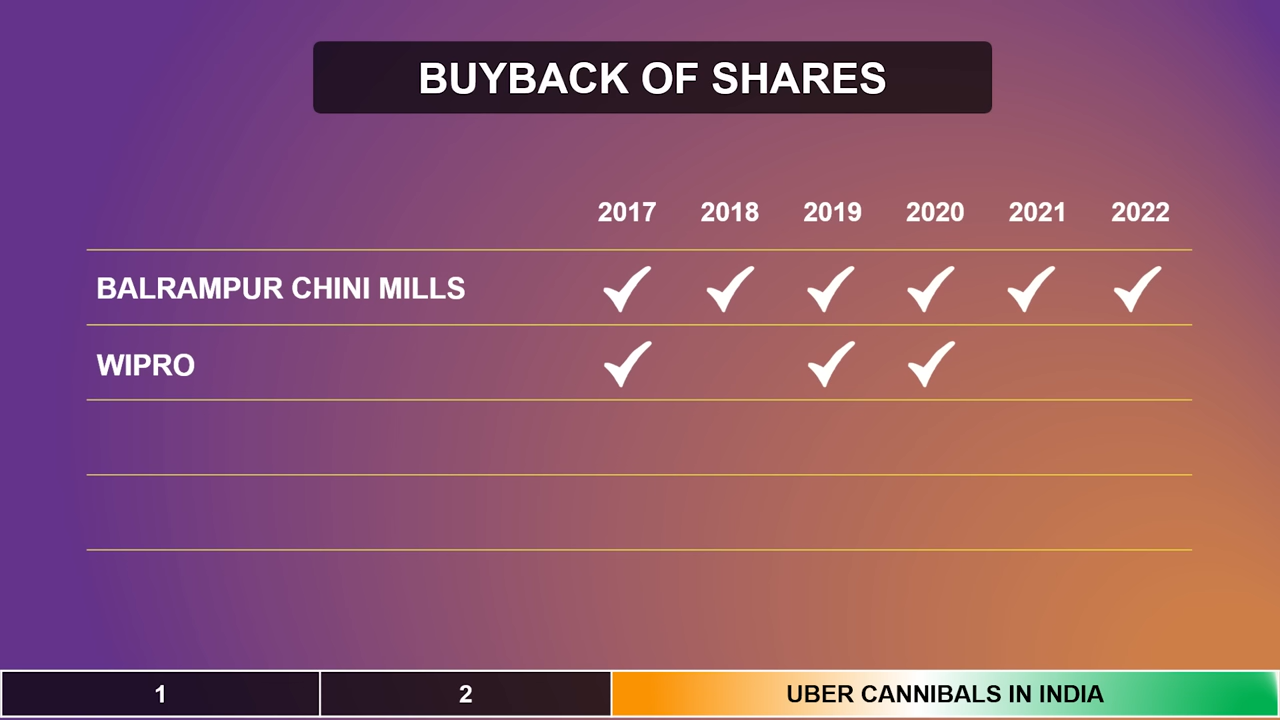 BUYBACK OF SHARES
2017 2018 2019 2020 2021 2022
BALRAMPUR CHINI MILLS
WIPRO
1 2 UBER CANNIBALS IN INDIA